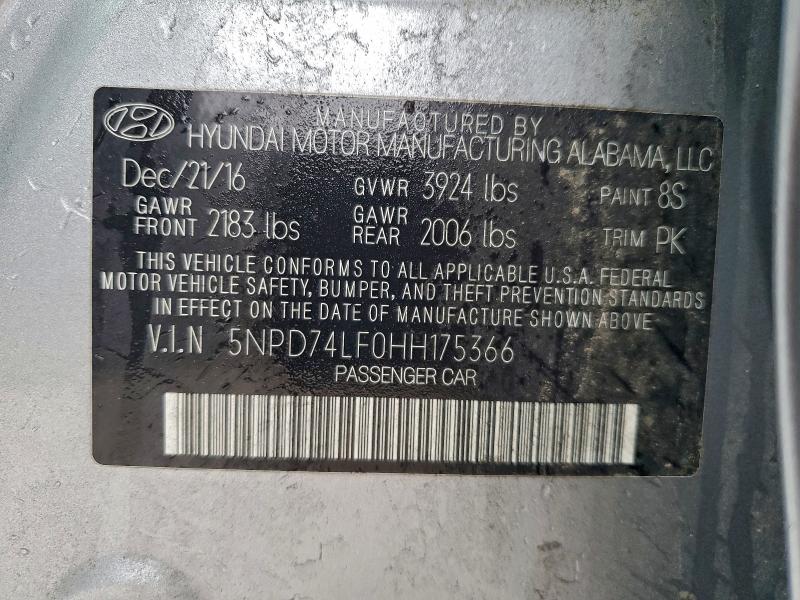 MANUFACTURED BY
HYUNDAI MOTOR MANUFACTURING ALABAMA, LLC
Dec/21/16 GVWR 3924 lbs PAINT 8S
GAWR FRONT 2183 lbs GAWR REAR 2006 lbs TRIM PK
THIS VEHICLE CONFORMS TO ALL APPLICABLE U.S.A. FEDERAL
MOTOR VEHICLE SAFETY, BUMPER, AND THEFT PREVENTION STANDARDS
IN EFFECT ON THE DATE OF MANUFACTURE SHOWN ABOVE.
V.I.N 5NPD74LF0HH175366
PASSENGER CAR